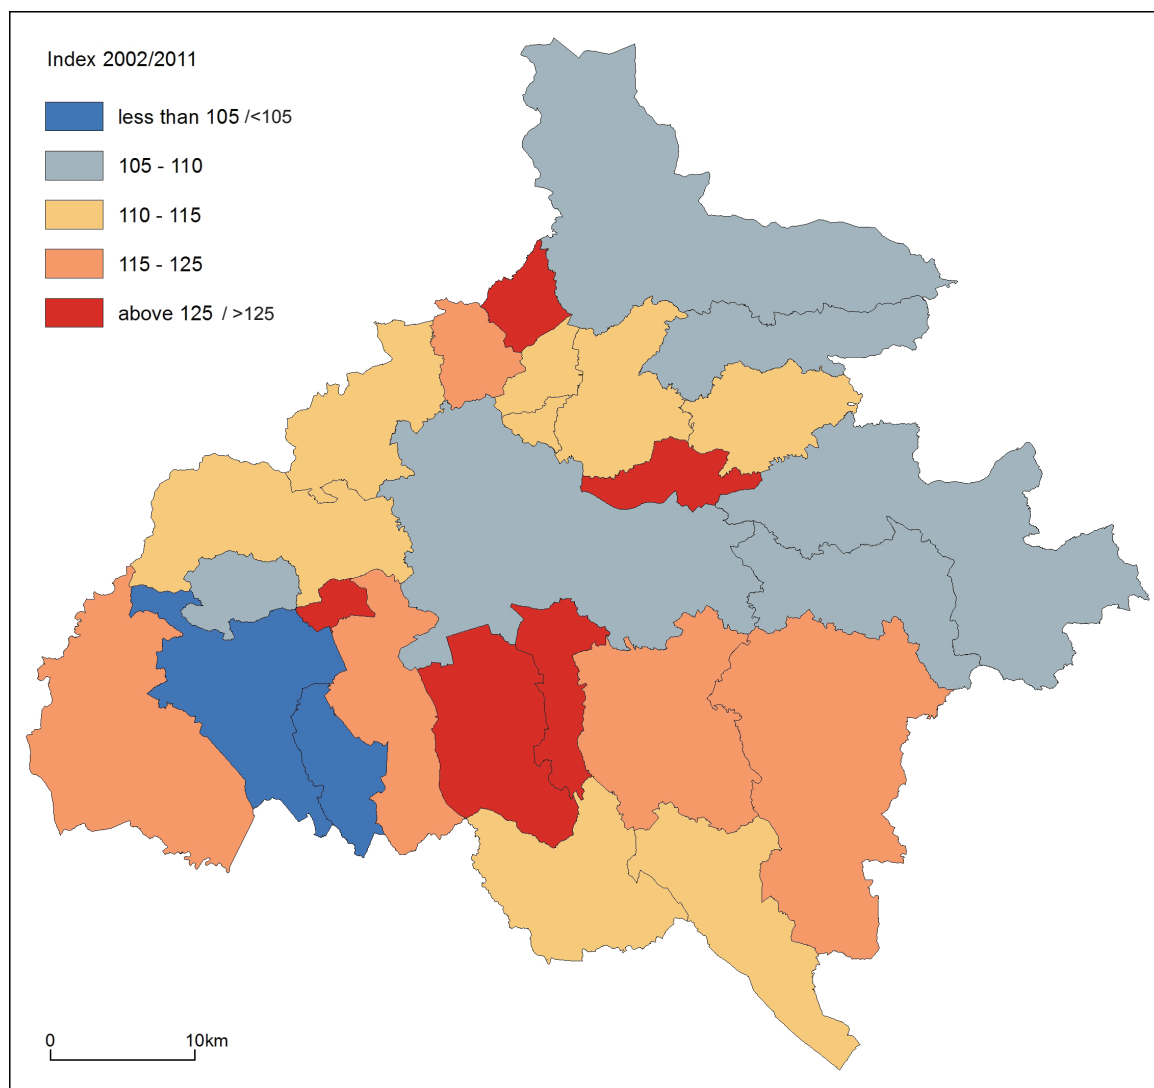 Index 2002/2011
less than 105 /<105
105 - 110
110 - 115
115 - 125
above 125 / >125
0 10km